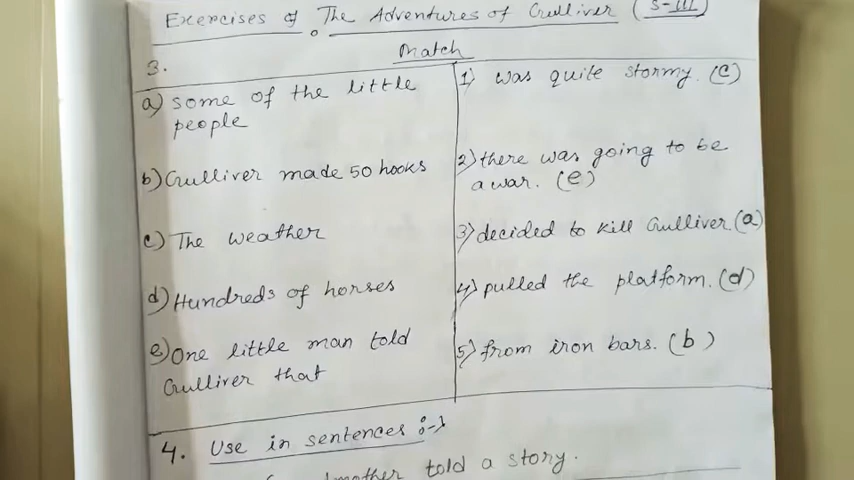 Exercises of The Adventures of Gulliver (S-III)
Match
3.
a) some of the little
people
b) Gulliver made 50 hooks
c) The weather
d) Hundreds of horses
e) One little man told
Gulliver that
1) was quite stormy. (c)
2) there was going to be
a war. (e)
3) decided to kill Gulliver (a)
4) pulled the platform. (d)
5) from iron bars. (b)
4. Use in sentences :->
told a story.